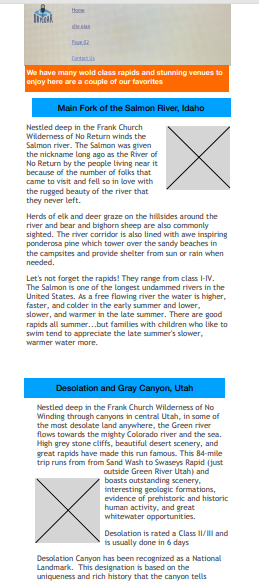 Home
site plan
Page 02
Contact Us
We have many wold class rapids and stunning venues to
enjoy here are a couple of our favorites
Main Fork of the Salmon River, Idaho
Nestled deep in the Frank Church
Wilderness of No Return winds the
Salmon river. The Salmon was given
the nickname long ago as the River of
No Return by the people living near it
because of the number of folks that
came to visit and fell so in love with
the rugged beauty of the river that
they never left.
Herds of elk and deer graze on the hillsides around the
river and bear and bighorn sheep are also commonly
sighted. The river corridor is also lined with awe inspiring
ponderosa pine which tower over the sandy beaches in
the campsites and provide shelter from sun or rain when
needed.
Let's not forget the rapids! They range from class I-IV.
The Salmon is one of the longest undammed rivers in the
United States. As a free flowing river the water is higher,
faster, and colder in the early summer and lower,
slower, and warmer in the late summer. There are good
rapids all summer...but families with children who like to
swim tend to appreciate the late summer's slower,
warmer water more.
Desolation and Gray Canyon, Utah
Nestled deep in the Frank Church Wilderness of No
Winding through canyons in central Utah, in some of
the most desolate land anywhere, the Green river
flows towards the mighty Colorado river and the sea.
High grey stone cliffs, beautiful desert scenery, and
great rapids have made this run famous. This 84-mile
trip runs from from Sand Wash to Swaseys Rapid (just
outside Green River Utah) and
boasts outstanding scenery,
interesting geologic formations,
evidence of prehistoric and historic
human activity, and great
whitewater opportunities.
Desolation is rated a Class II/III and
is usually done in 6 days
Desolation Canyon has been recognized as a National
Landmark. This designation is based on the
uniqueness and rich history that the canyon tells